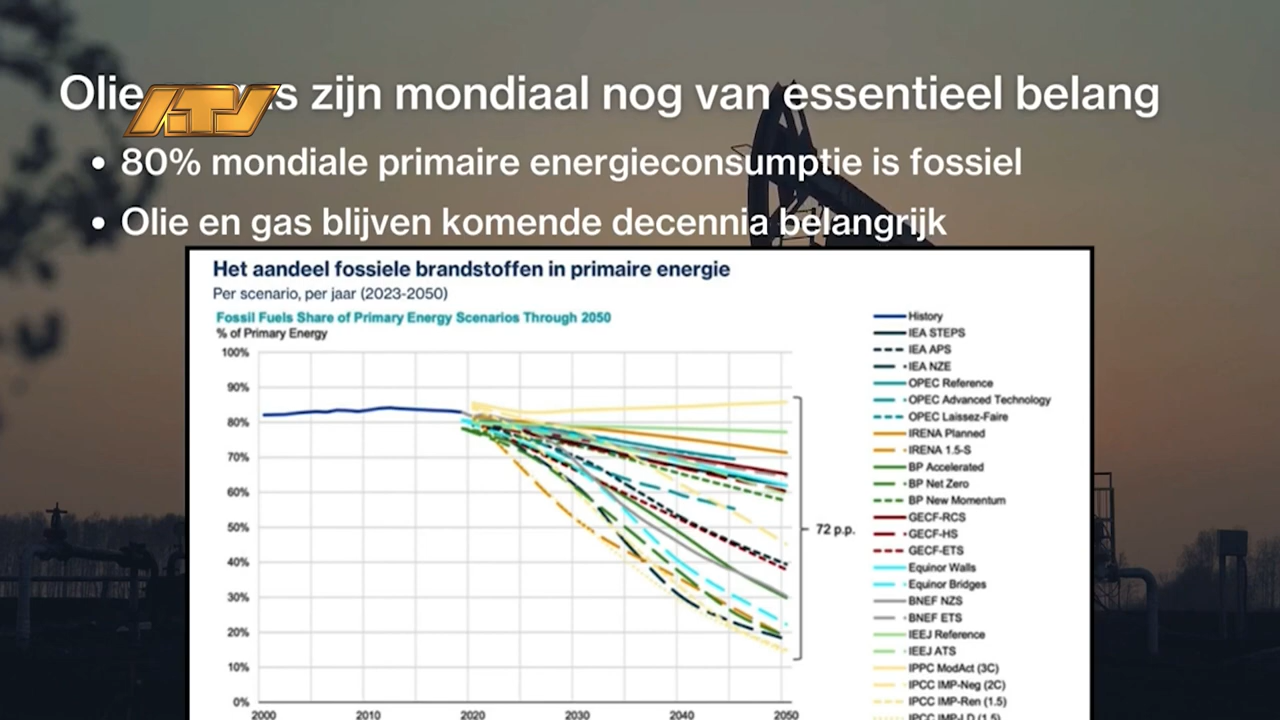 Olie s zijn mondiaal nog van essentieel belang
ATV
• 80% mondiale primaire energieconsumptie is fossiel
• Olie en gas blijven komende decennia belangrijk
Het aandeel fossiele brandstoffen in primaire energie
Per scenario, per jaar (2023-2050)
Fossil Fuels Share of Primary Energy Scenarios Through 2050
% of Primary Energy
100%
90%
80%
70%
60%
50%
40%
30%
20%
10%
0%
2000 2010 2020 2030 2040 2050
72 p.p.
History
IEA STEPS
IEA APS
IEA NZE
OPEC Reference
OPEC Advanced Technology
OPEC Laissez-Faire
IRENA Planned
IRENA 1.5-S
BP Accelerated
BP Net Zero
BP New Momentum
GECF-RCS
GECF-HS
GECF-ETS
Equinor Walls
Equinor Bridges
BNEF NZS
BNEF ETS
IEEJ Reference
IEEJ ATS
IPPC ModAct (3C)
IPCC IMP-Neg (2C)
IPCC IMP-Ren (1.5)
IPCC IMP-LD (1.5)